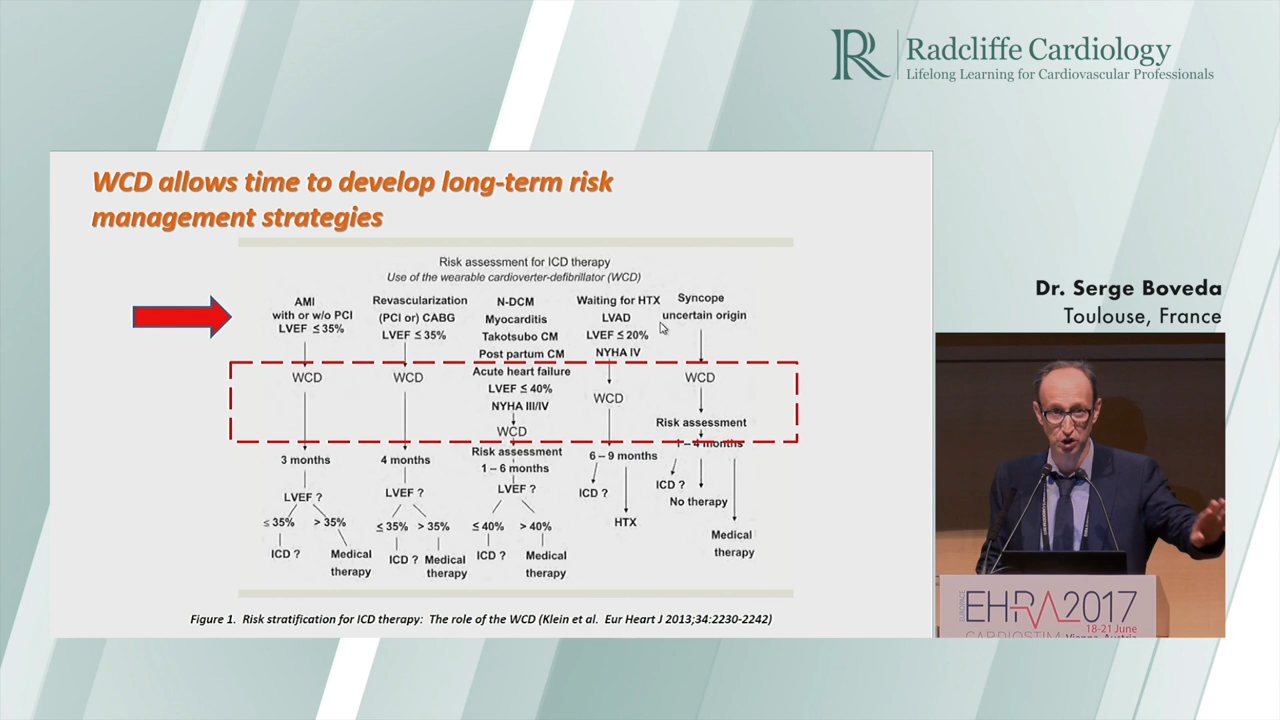 Radcliffe Cardiology
Lifelong Learning for Cardiovascular Professionals
WCD allows time to develop long-term risk
management strategies
Risk assessment for ICD therapy
Use of the wearable cardioverter-defibrillator (WCD)
AMI
with or w/o PCI
LVEF ≤35%
WCD
3 months
LVEF ?
≤ 35% > 35%
ICD ?
Medical
therapy
Revascularization
(PCI or) CABG
LVEF ≤ 35%
WCD
4 months
LVEF ?
≤ 35% > 35%
ICD ?
Medical
therapy
N-DCM
Myocarditis
Takotsubo CM
Post partum CM
Acute heart failure
LVEF ≤ 40%
NYHA III/IV
WCD
Risk assessment
1 – 6 months
LVEF ?
≤ 40% > 40%
ICD ?
Medical
therapy
Waiting for HTX
LVAD
LVEF ≤ 20%
NYHA IV
WCD
6 – 9 months
ICD ?
HTX
Syncope
uncertain origin
WCD
Risk assessment
1 – 4 months
ICD ?
No therapy
Medical
therapy
Figure 1. Risk stratification for ICD therapy: The role of the WCD (Klein et al. Eur Heart J 2013;34:2230-2242)
Dr. Serge Boveda
Toulouse, France
EUROPACE
EHRA2017
18-21 June
CARDIOSTIM
Vienna, Austria